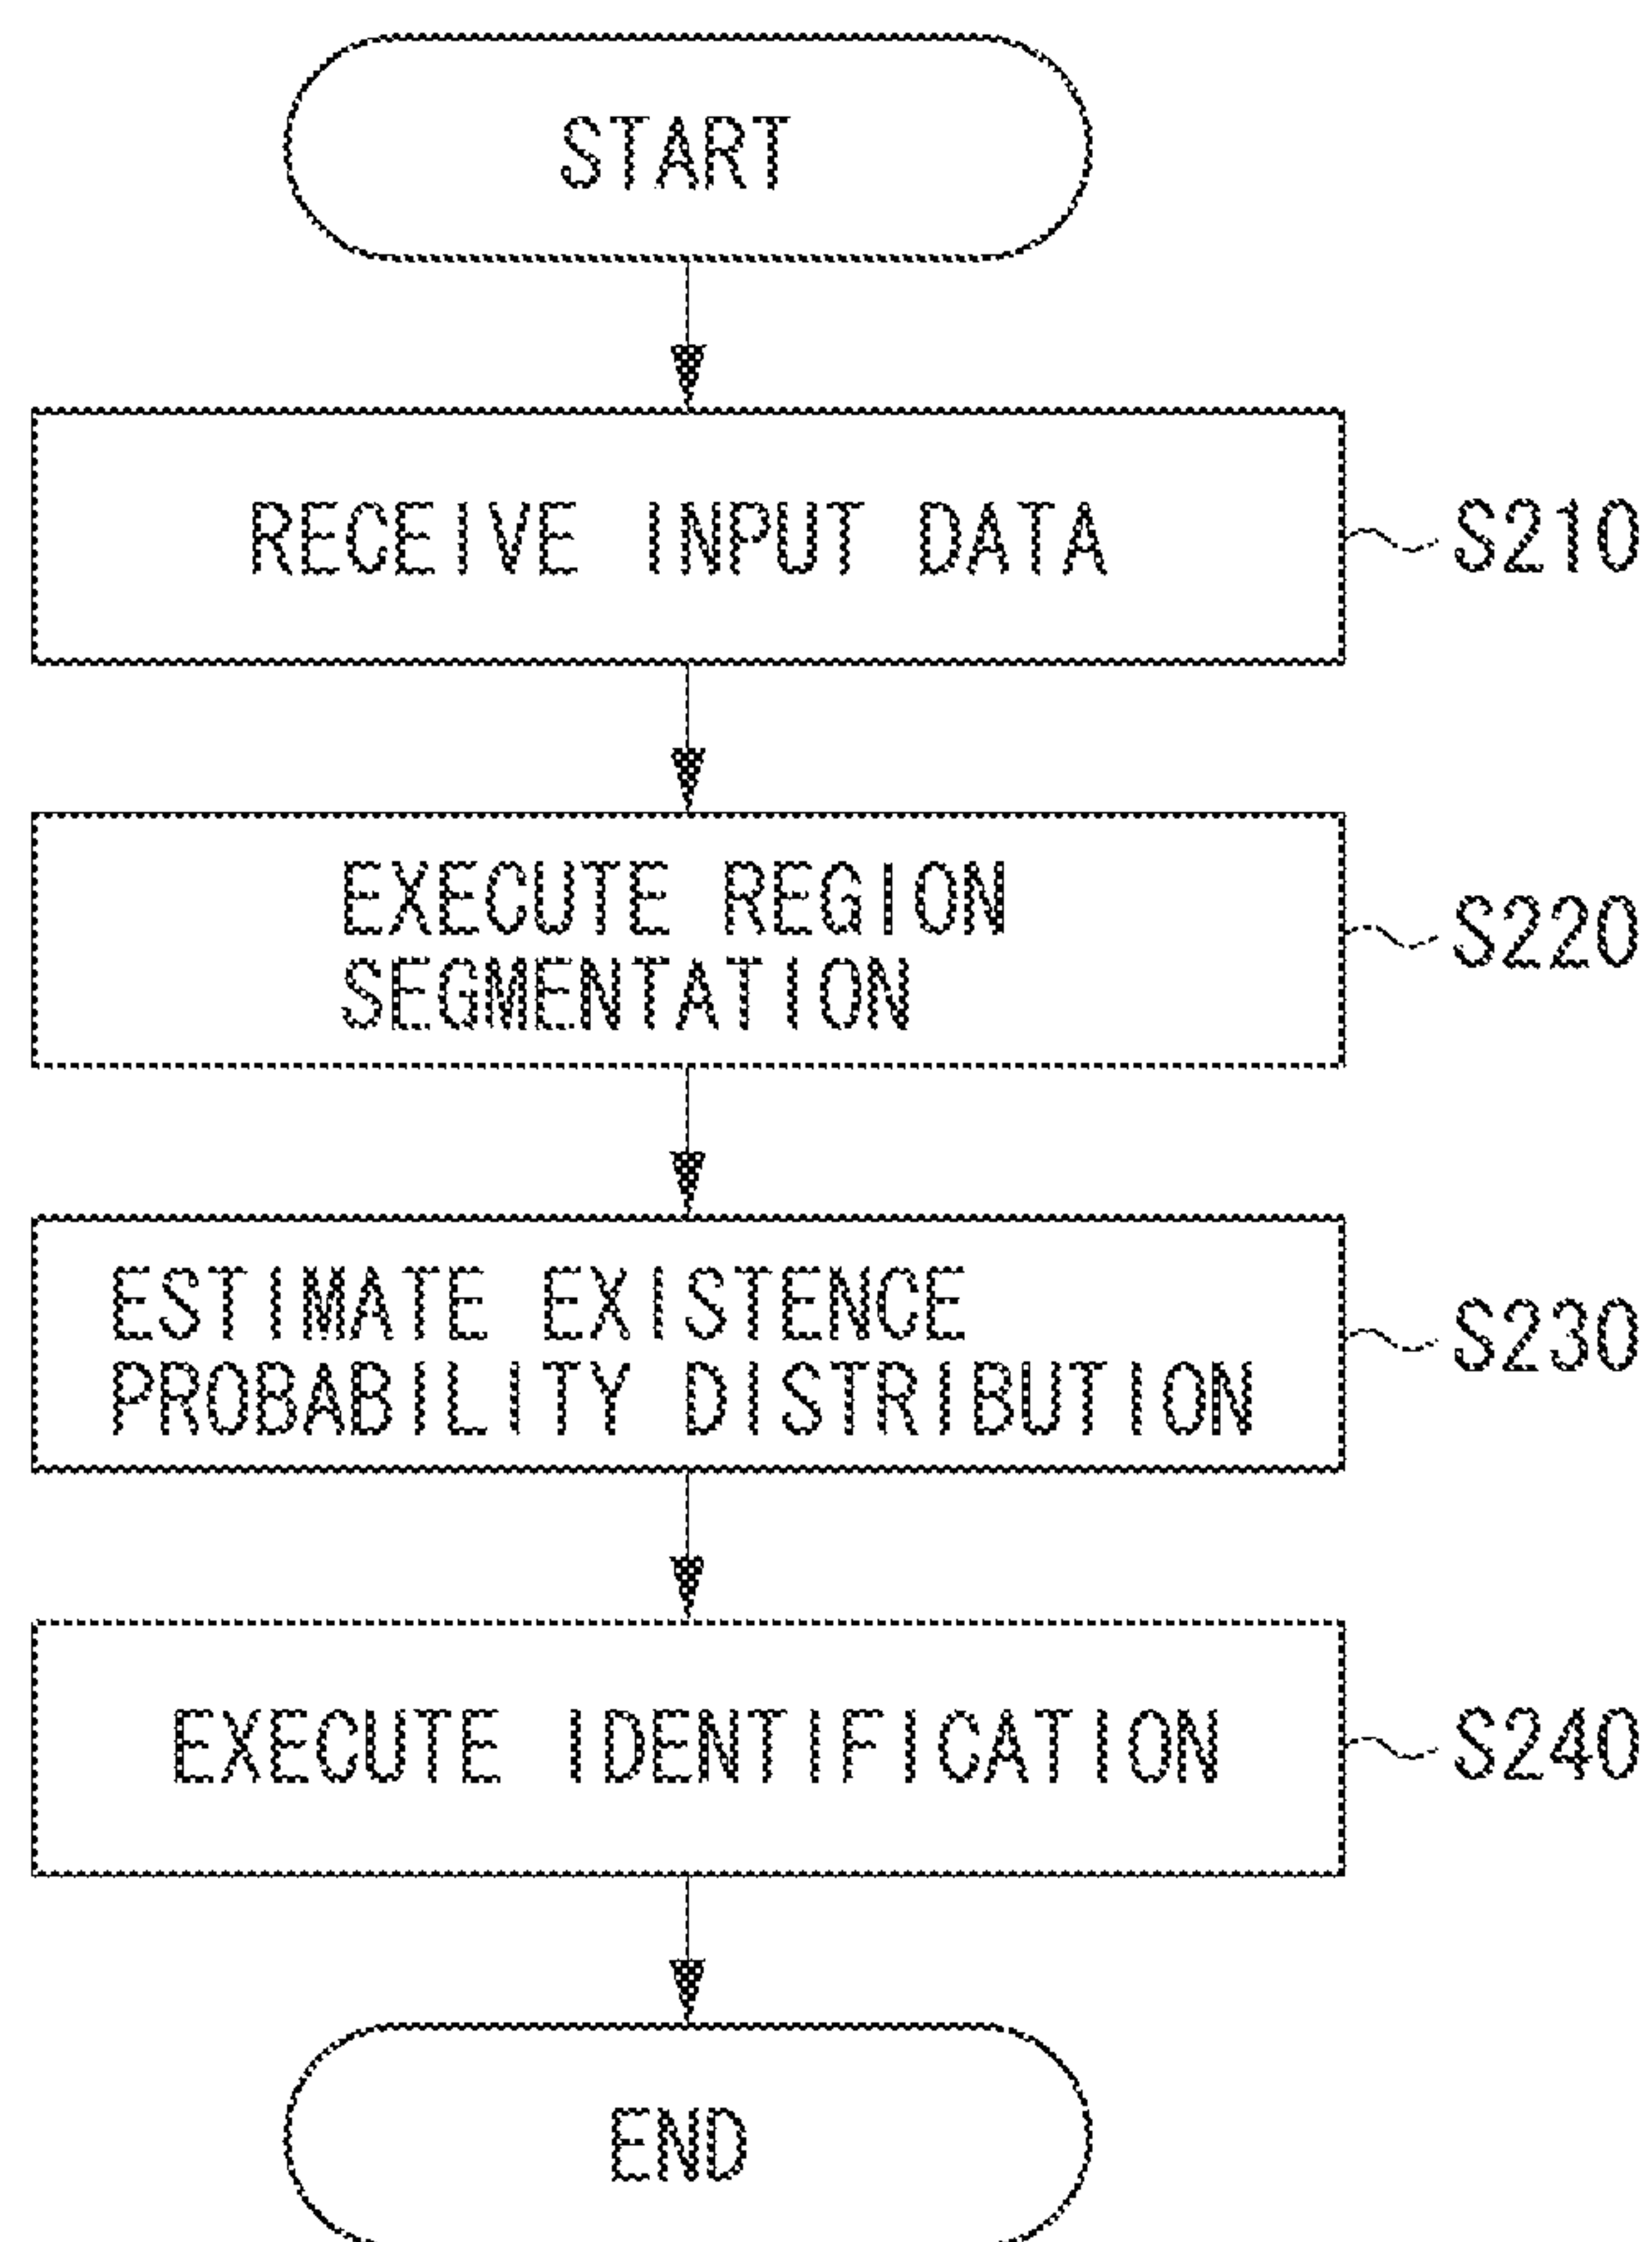 START
RECEIVE INPUT DATA
S210
EXECUTE REGION
SEGMENTATION
S220
ESTIMATE EXISTENCE
PROBABILITY DISTRIBUTION
S230
EXECUTE IDENTIFICATION
S240
END